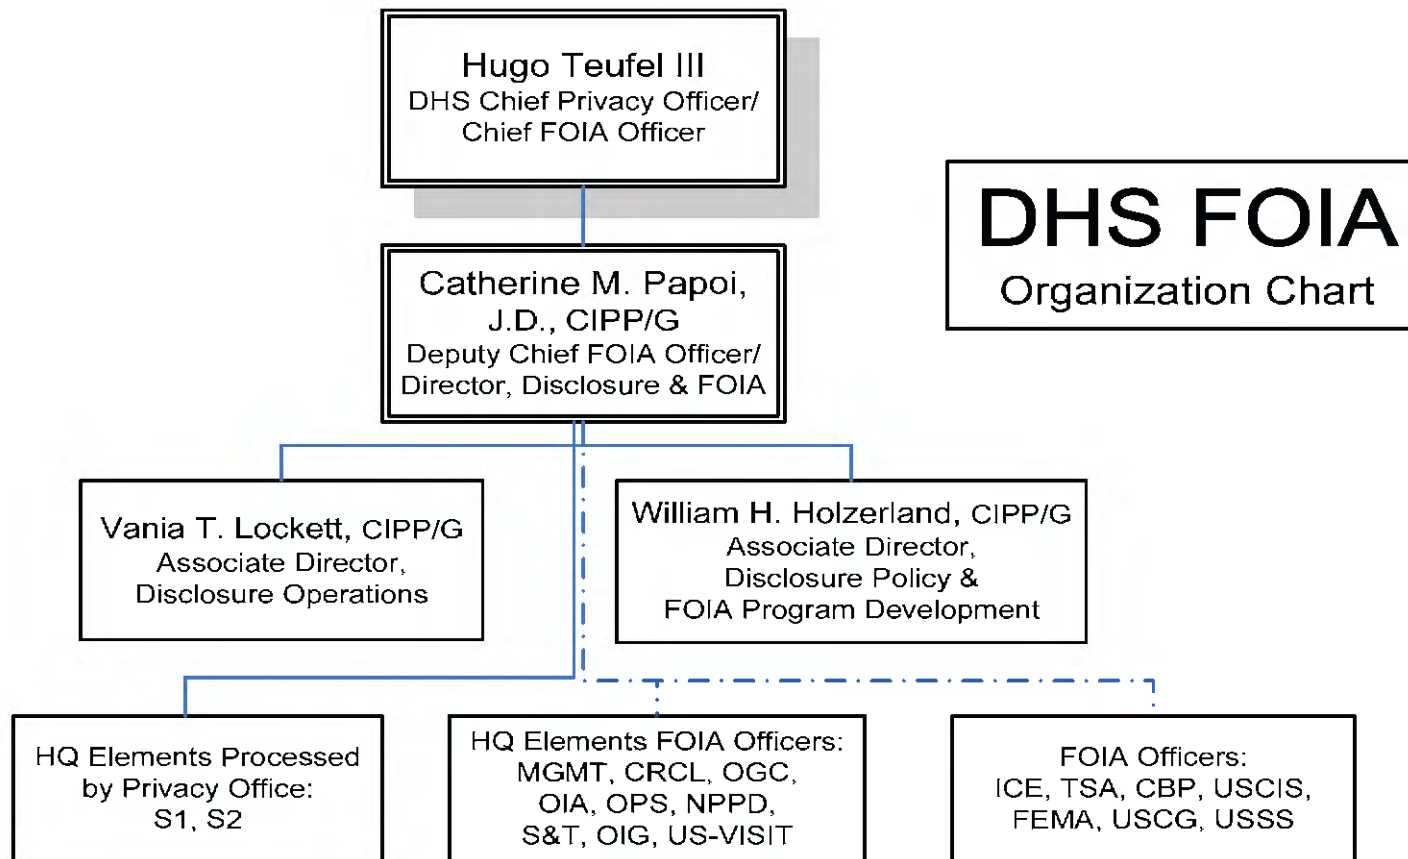 Hugo Teufel III
DHS Chief Privacy Officer/
Chief FOIA Officer
DHS FOIA
Organization Chart
Catherine M. Papoi,
J.D., CIPP/G
Deputy Chief FOIA Officer/
Director, Disclosure & FOIA
Vania T. Lockett, CIPP/G
Associate Director,
Disclosure Operations
William H. Holzerland, CIPP/G
Associate Director,
Disclosure Policy &
FOIA Program Development
HQ Elements Processed
by Privacy Office:
S1, S2
HQ Elements FOIA Officers:
MGMT, CRCL, OGC,
OIA, OPS, NPPD,
S&T, OIG, US-VISIT
FOIA Officers:
ICE, TSA, CBP, USCIS,
FEMA, USCG, USSS